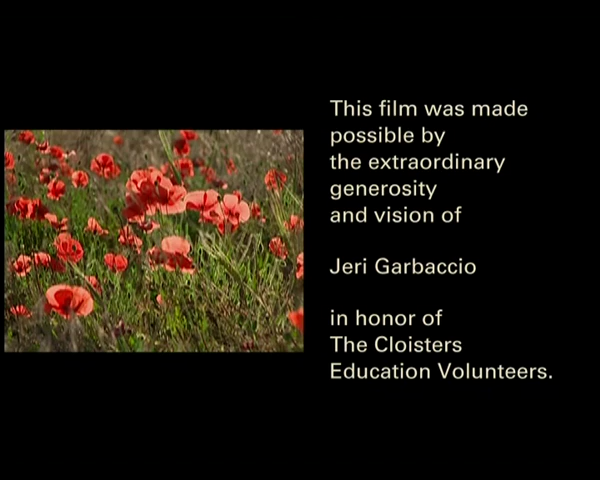 This film was made
possible by
the extraordinary
generosity
and vision of
Jeri Garbaccio
in honor of
The Cloisters
Education Volunteers.